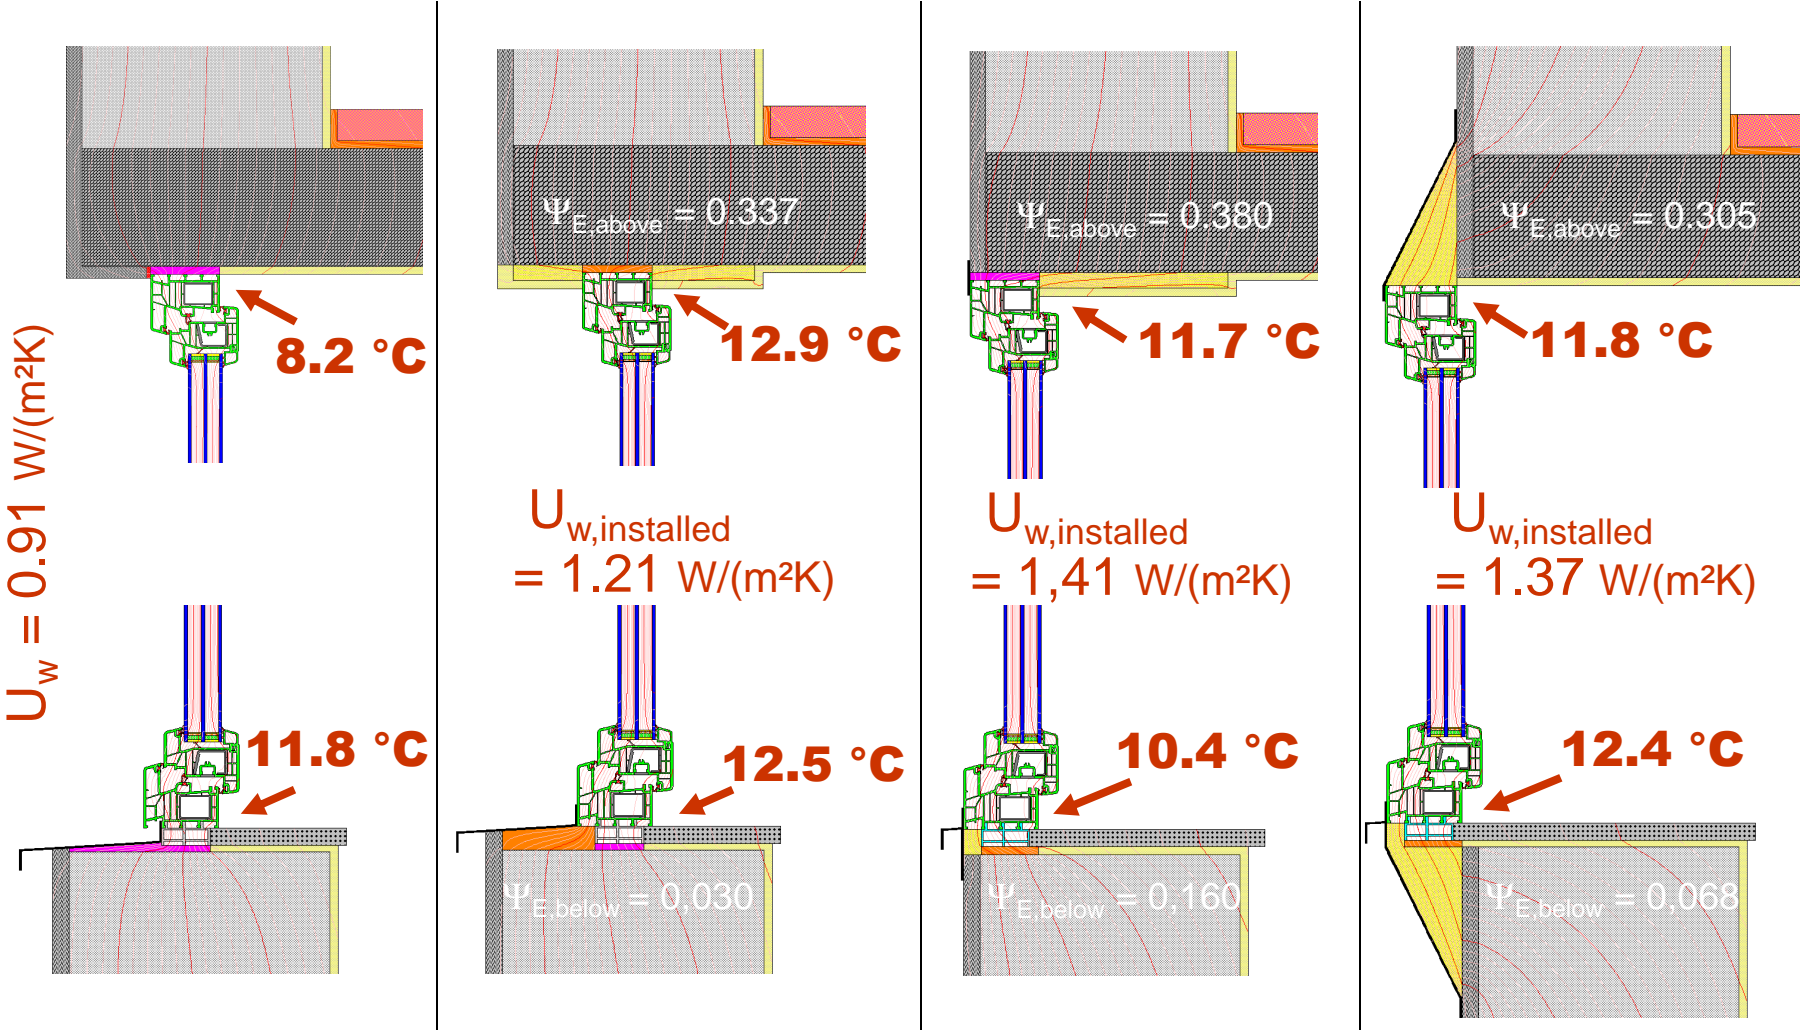 U_w = 0.91 W/(m²K)
8.2 °C
11.8 °C
Ψ_E,above = 0.337
12.9 °C
U_w,installed
= 1.21 W/(m²K)
12.5 °C
Ψ_E,below = 0,030
Ψ_E,above = 0.380
11.7 °C
U_w,installed
= 1,41 W/(m²K)
10.4 °C
Ψ_E,below = 0,160
Ψ_E,above = 0.305
11.8 °C
U_w,installed
= 1.37 W/(m²K)
12.4 °C
Ψ_E,below = 0,068